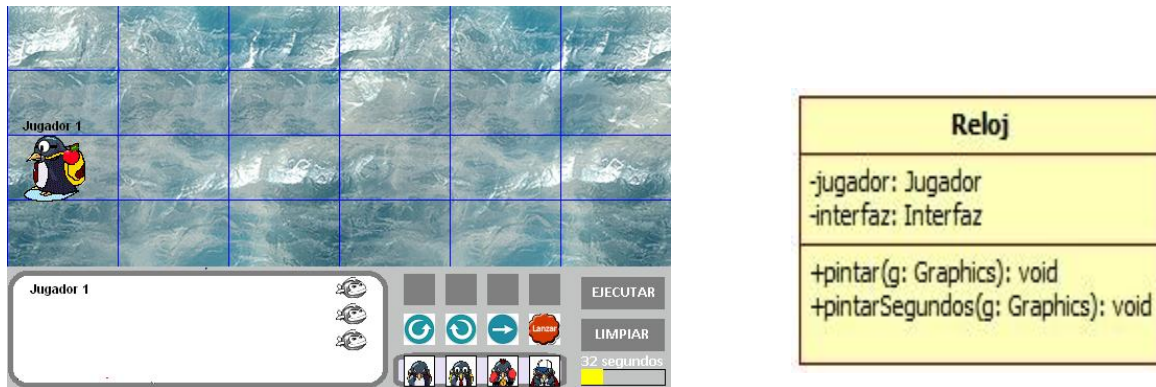 Jugador 1
Jugador 1
Lanzar
EJECUTAR
LIMPIAR
32 segundos
Reloj
-jugador: Jugador
-interfaz: Interfaz
+pintar(g: Graphics): void
+pintarSegundos(g: Graphics): void